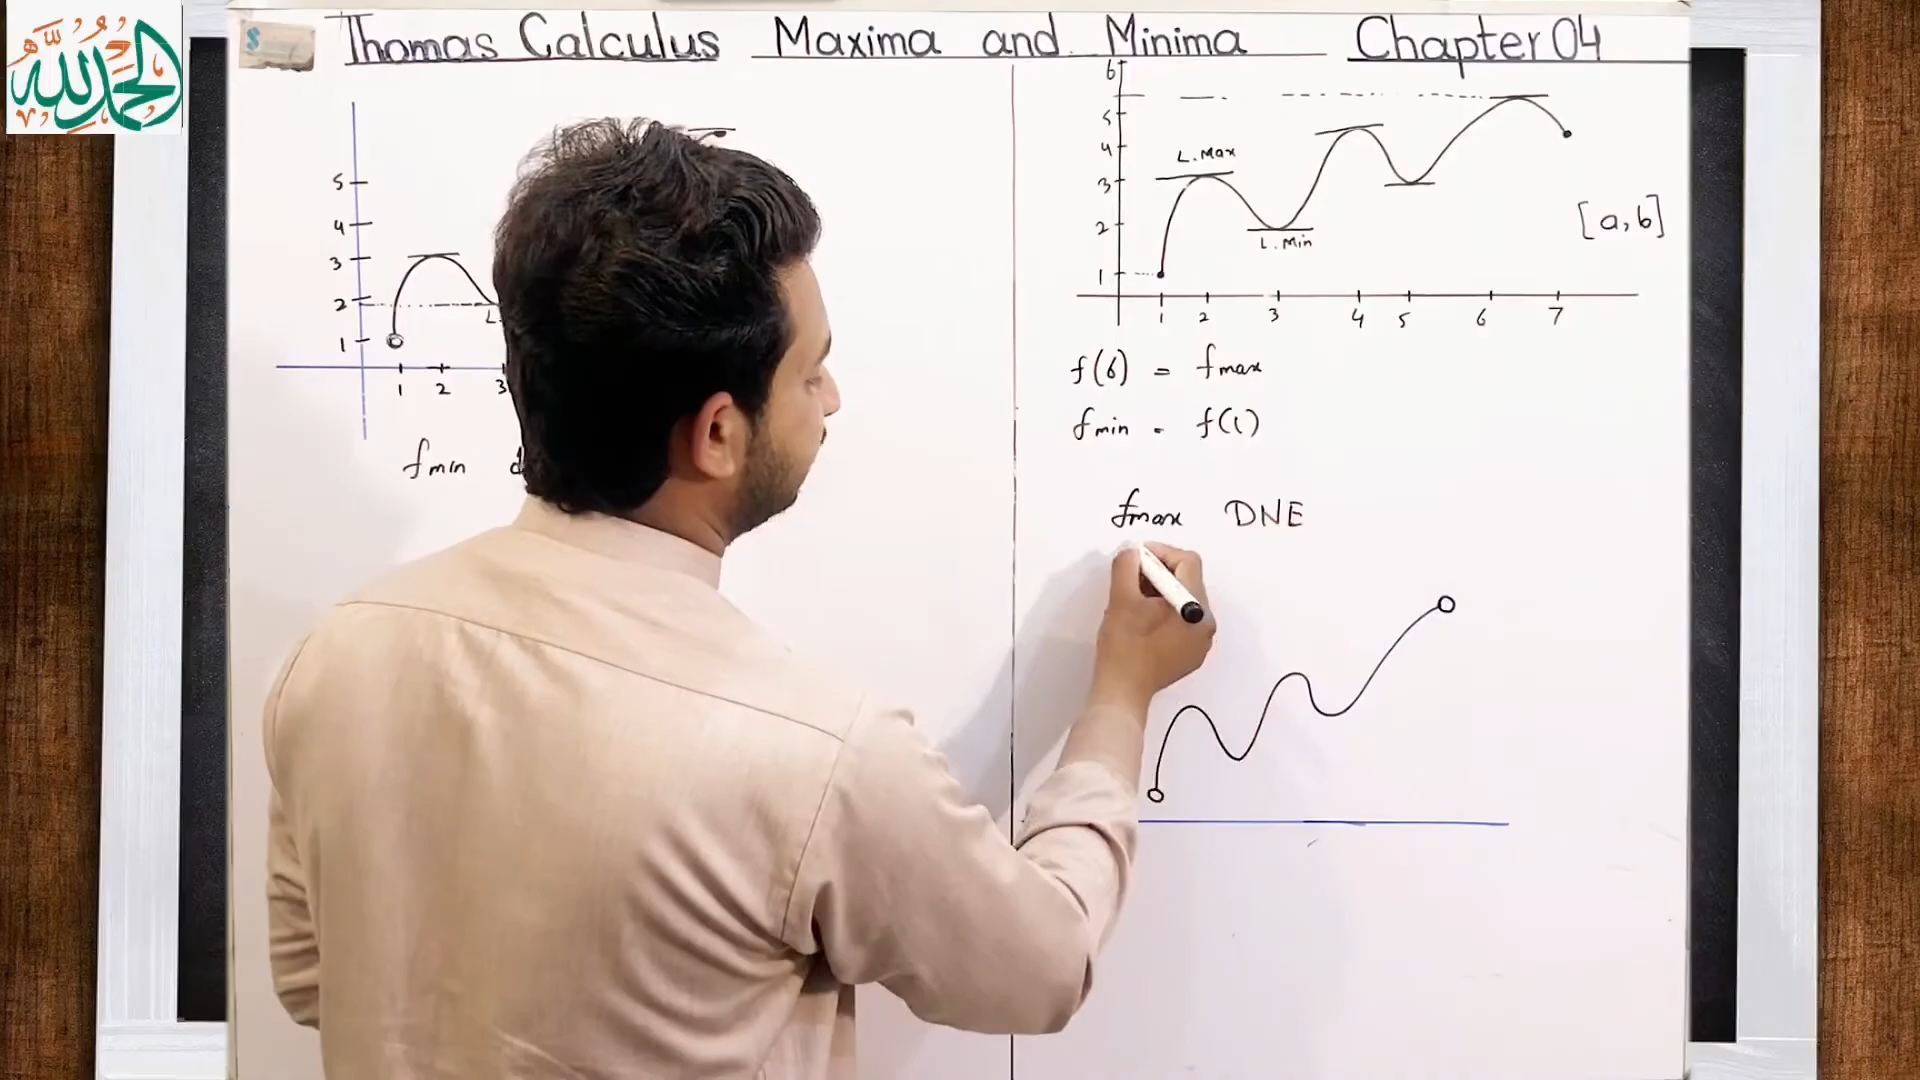 الحمد لله
Thomas Calculus Maxima and Minima Chapter 04
5
4
3
2
1
1 2 3
fmin
6
5
4
3
2
1
L. Max
L. Min
[a,b]
1 2 3 4 5 6 7
f(6) = fmax
fmin = f(1)
fmax DNE